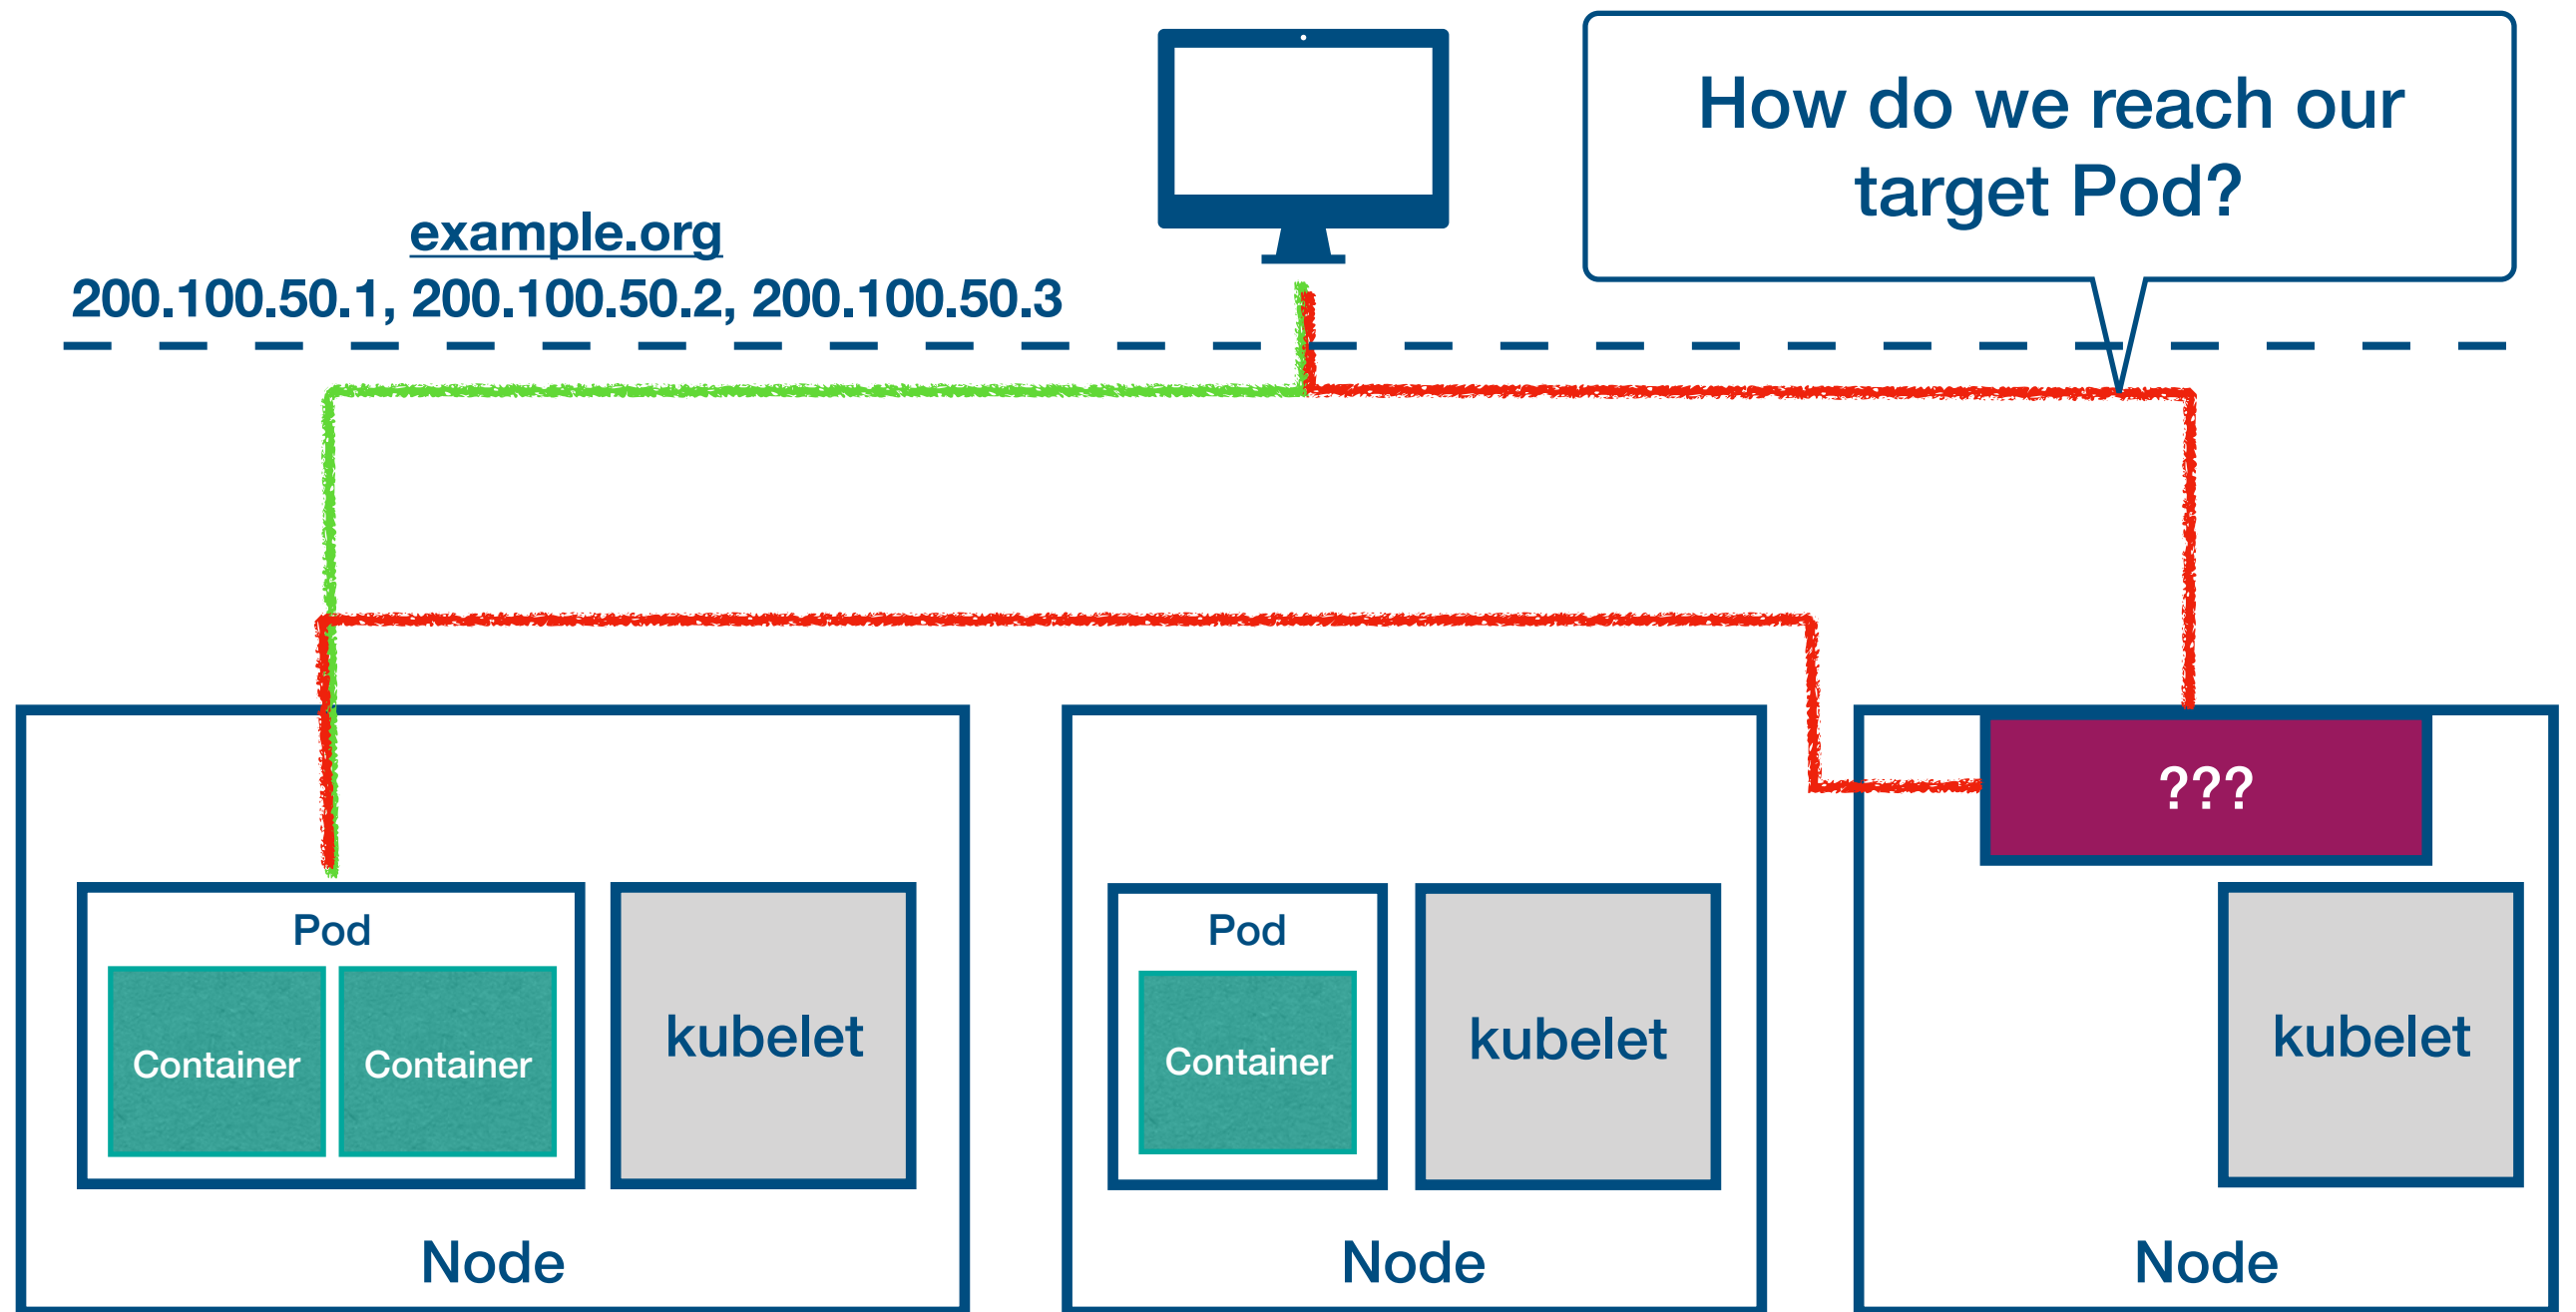 How do we reach our
target Pod?
example.org
200.100.50.1, 200.100.50.2, 200.100.50.3
???
Pod
Container
Container
kubelet
Node
Pod
Container
kubelet
Node
kubelet
Node